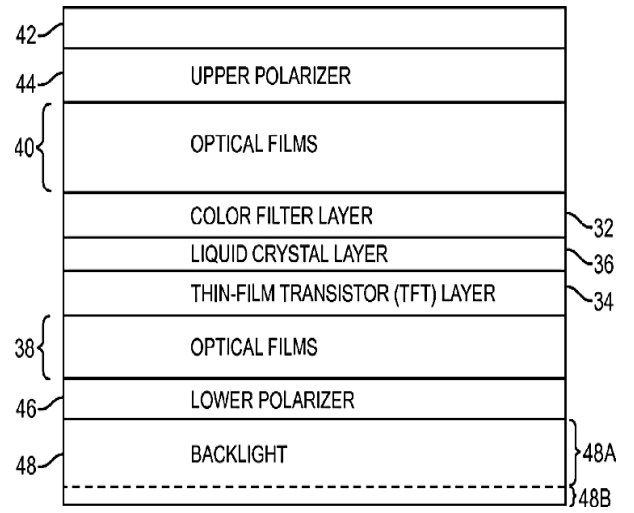 42
44 UPPER POLARIZER
40 OPTICAL FILMS
COLOR FILTER LAYER 32
LIQUID CRYSTAL LAYER 36
THIN-FILM TRANSISTOR (TFT) LAYER 34
38 OPTICAL FILMS
46 LOWER POLARIZER
48 BACKLIGHT 48A
48B